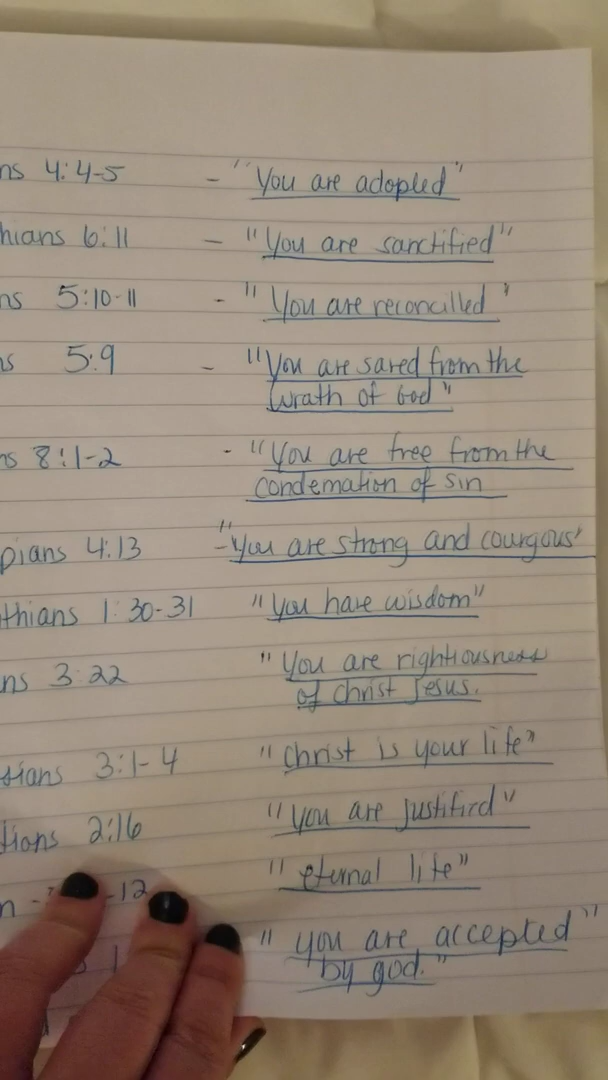 ns 4:4-5 - "You are adopted"
hians 6:11 - "You are sanctified"
ns 5:10-11 - "You are reconcilled"
ns 5:9 - "You are saved from the
wrath of God"
ns 8:1-2 - "You are free from the
condemation of sin
pians 4:13 - "You are strong and courgous"
thians 1:30-31 "you have wisdom"
ns 3:22 "You are rightiousness
of christ Jesus.
sians 3:1-4 "Christ is your life"
tions 2:16 "you are justified"
n -12 "eternal life"
1 "you are accepted
by god."